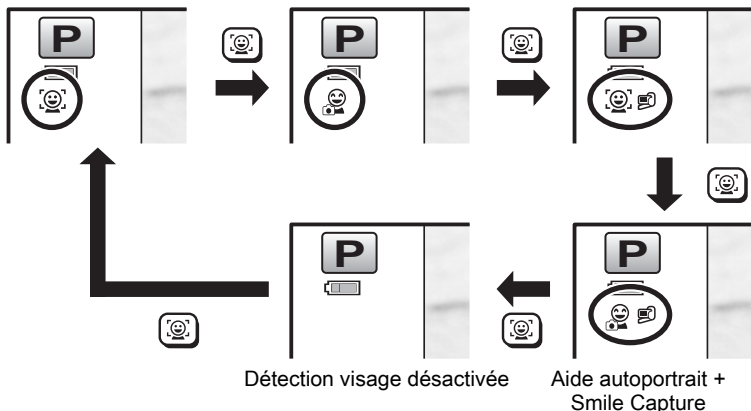 P
P
P
P
P
Détection visage désactivée
Aide autoportrait +
Smile Capture